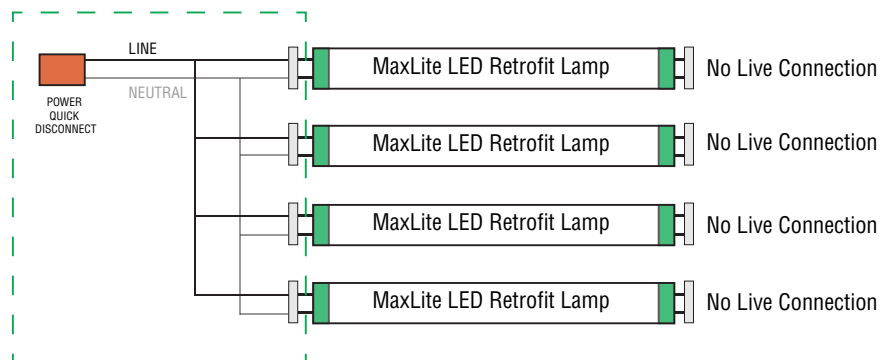 LINE
NEUTRAL
POWER
QUICK
DISCONNECT
MaxLite LED Retrofit Lamp
No Live Connection
MaxLite LED Retrofit Lamp
No Live Connection
MaxLite LED Retrofit Lamp
No Live Connection
MaxLite LED Retrofit Lamp
No Live Connection